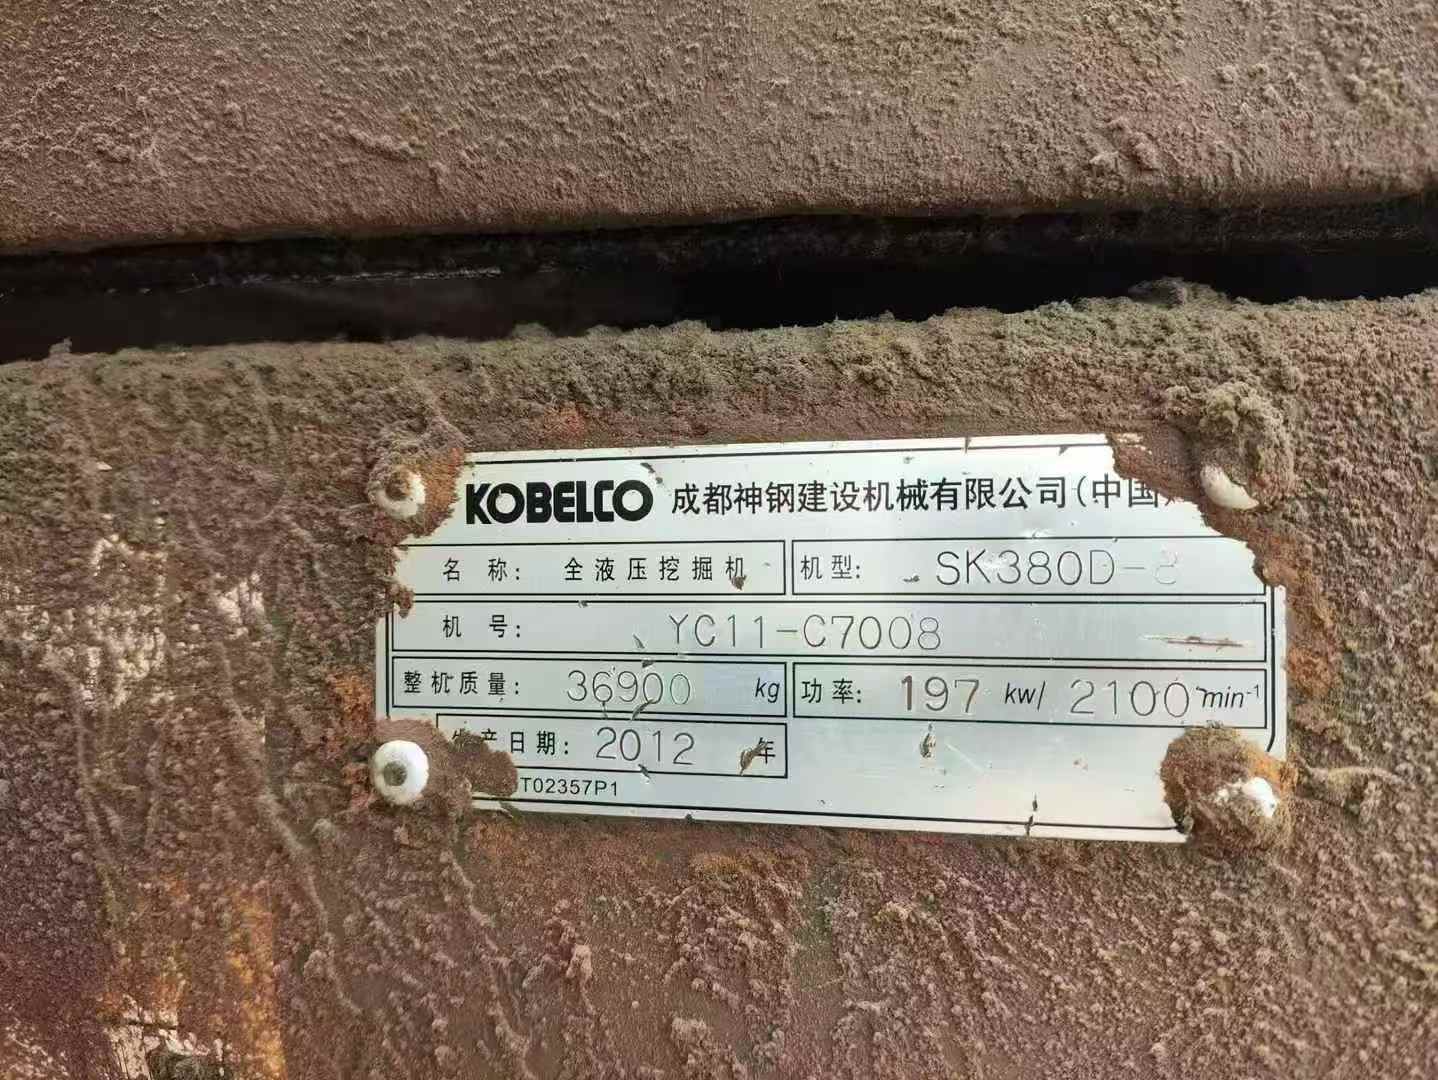 KOBELCO 成都神钢建设机械有限公司(中国
名 称: 全液压挖掘机 机型: SK380D-
机 号: YC11-C7008
整机质量: 36900 kg 功率: 197 kw/ 2100 min-1
生产日期: 2012 年
T02357P1